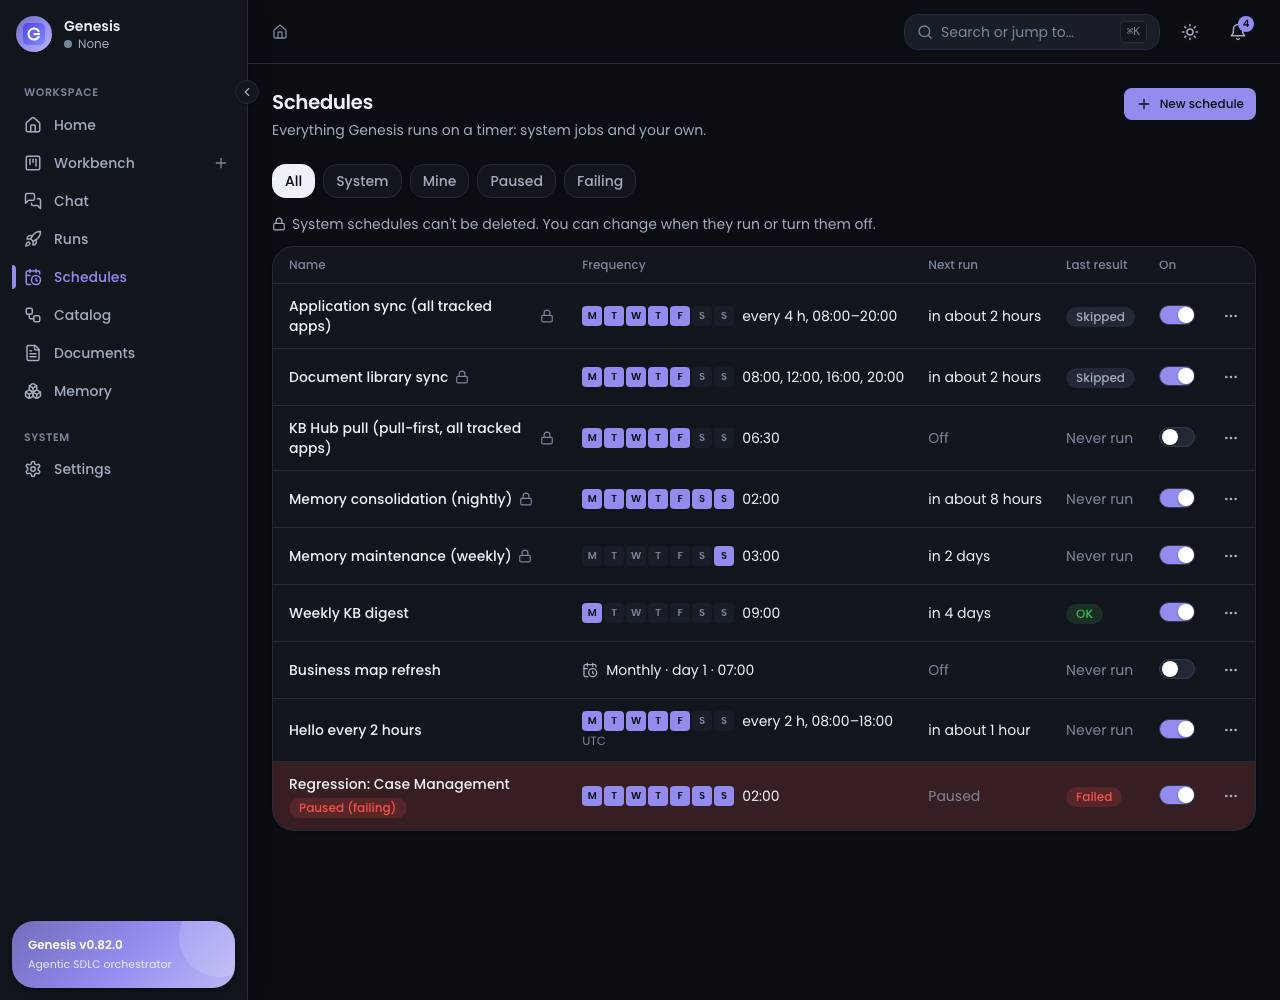 Genesis
None
Search or jump to...
⌘K
4
WORKSPACE
Home
Workbench
Chat
Runs
Schedules
Catalog
Documents
Memory
SYSTEM
Settings
Genesis v0.82.0
Agentic SDLC orchestrator
Schedules
Everything Genesis runs on a timer: system jobs and your own.
New schedule
All System Mine Paused Failing
System schedules can't be deleted. You can change when they run or turn them off.
Name Frequency Next run Last result On
Application sync (all tracked
apps)
M T W T F S S every 4 h, 08:00–20:00 in about 2 hours Skipped
Document library sync M T W T F S S 08:00, 12:00, 16:00, 20:00 in about 2 hours Skipped
KB Hub pull (pull-first, all tracked
apps)
M T W T F S S 06:30 Off Never run
Memory consolidation (nightly) M T W T F S S 02:00 in about 8 hours Never run
Memory maintenance (weekly) M T W T F S S 03:00 in 2 days Never run
Weekly KB digest M T W T F S S 09:00 in 4 days OK
Business map refresh Monthly · day 1 · 07:00 Off Never run
Hello every 2 hours M T W T F S S every 2 h, 08:00–18:00 in about 1 hour Never run
UTC
Regression: Case Management
Paused (failing)
M T W T F S S 02:00 Paused Failed